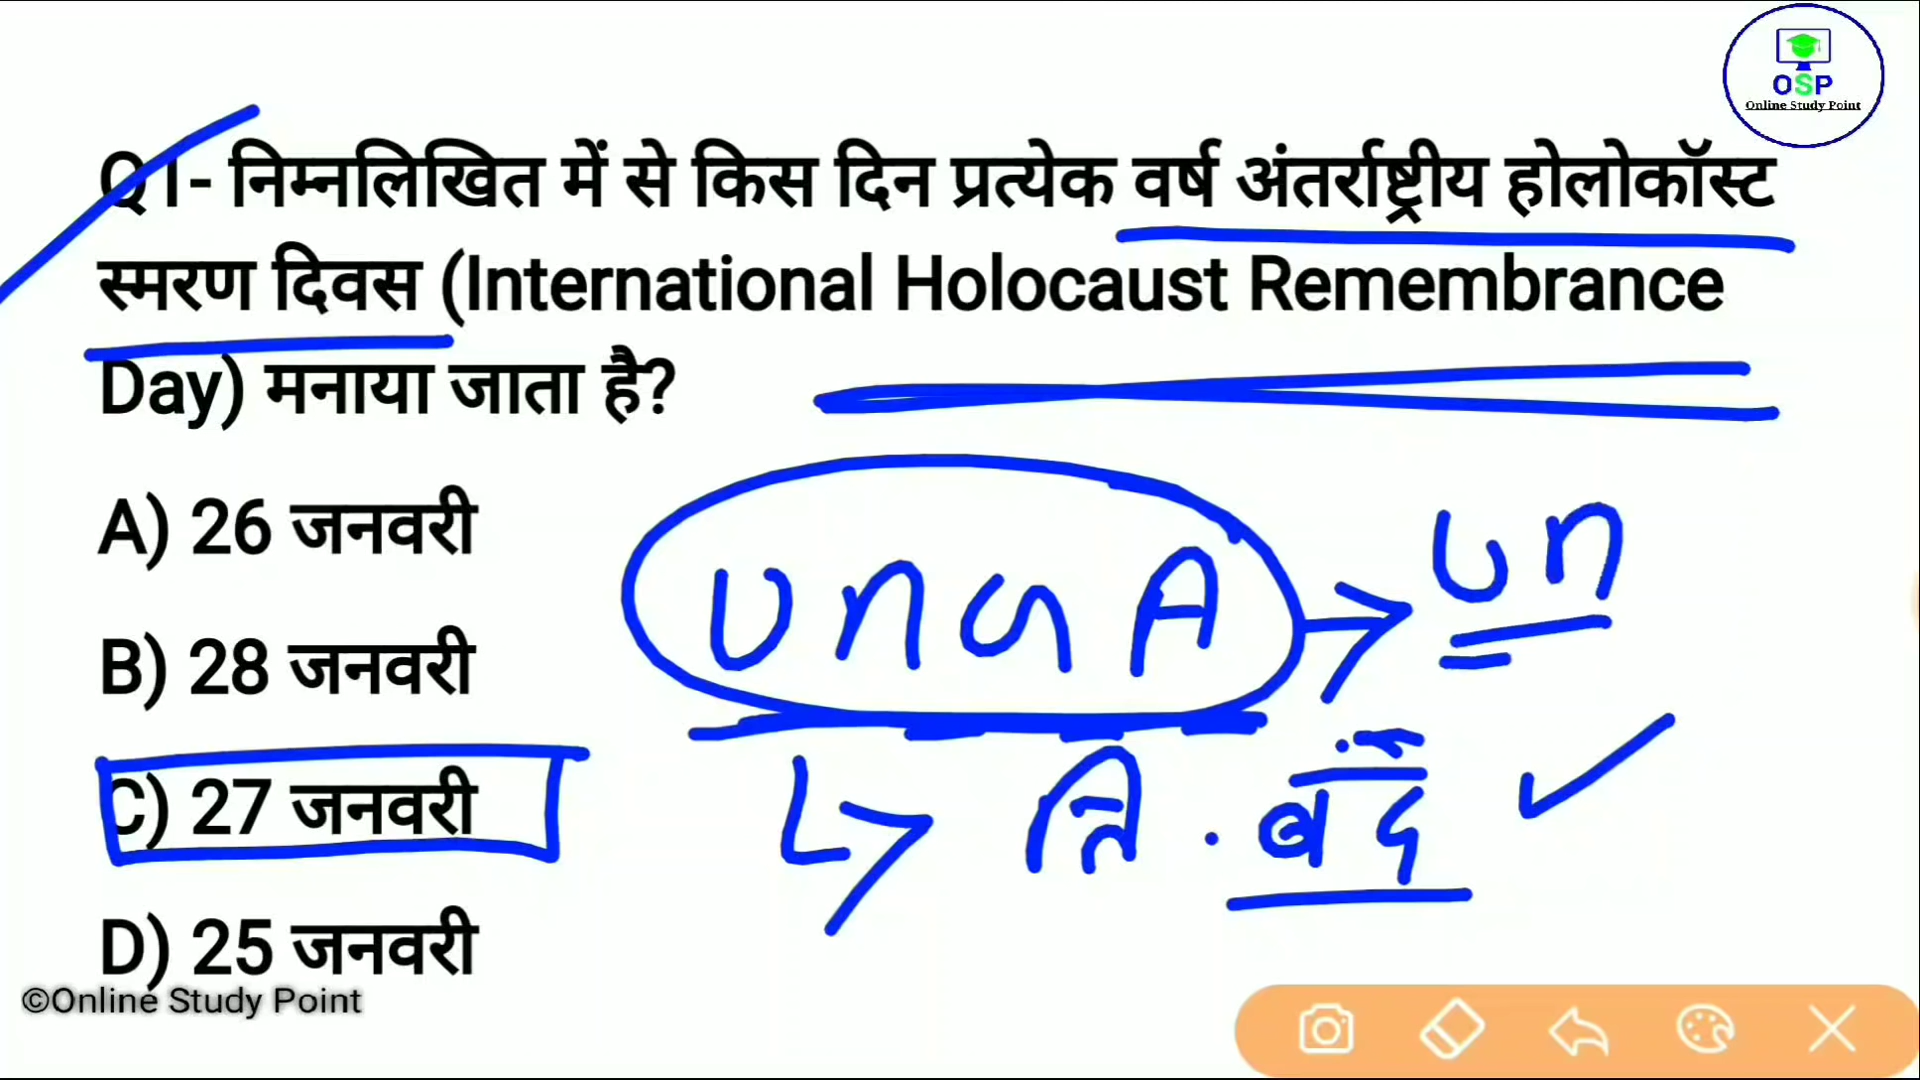 OSP
Online Study Point
Q1- निम्नलिखित में से किस दिन प्रत्येक वर्ष अंतर्राष्ट्रीय होलोकॉस्ट
स्मरण दिवस (International Holocaust Remembrance
Day) मनाया जाता है?
A) 26 जनवरी
UNGA
UN
B) 28 जनवरी
C) 27 जनवरी
D) 25 जनवरी
©Online Study Point